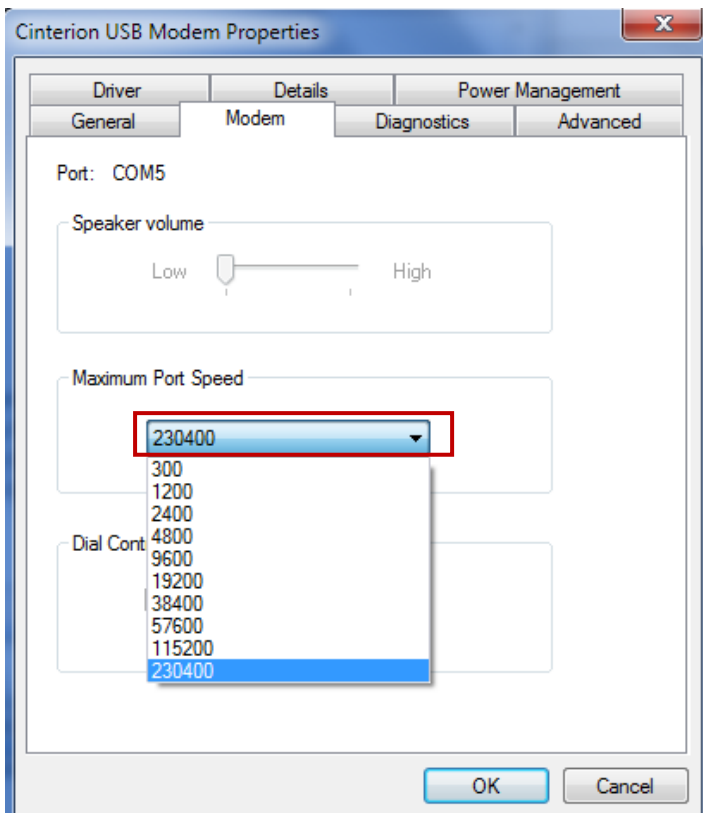 Cinterion USB Modem Properties
Driver Details Power Management
General Modem Diagnostics Advanced
Port: COM5
Speaker volume
Low High
Maximum Port Speed
230400
300
1200
2400
4800
Dial Cont
9600
19200
38400
57600
115200
230400
OK Cancel